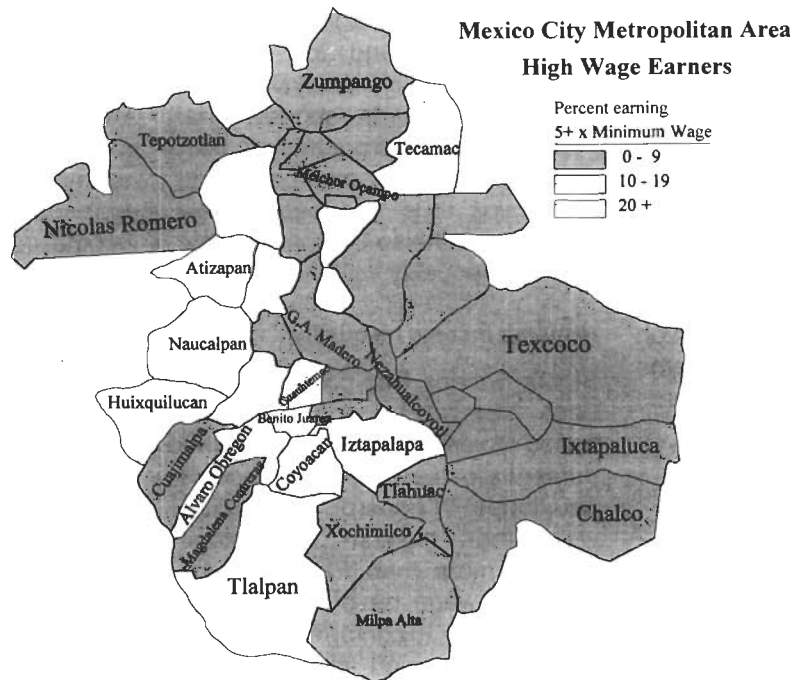 Mexico City Metropolitan Area
High Wage Earners
Percent earning
5+ x Minimum Wage
0 - 9
10 - 19
20 +
Zumpango
Tepotzotlan
Tecamac
Melchor Ocampo
Nicolas Romero
Atizapan
Naucalpan
G.A. Madero
Texcoco
Nezahualcoyotl
Cuauhtemoc
Huixquilucan
Benito Juarez
Iztapalapa
Ixtapaluca
Cuajimalpa
Alvaro Obregon
Coyoacan
Tlahuac
Magdalena Contreras
Chalco
Xochimilco
Tlalpan
Milpa Alta